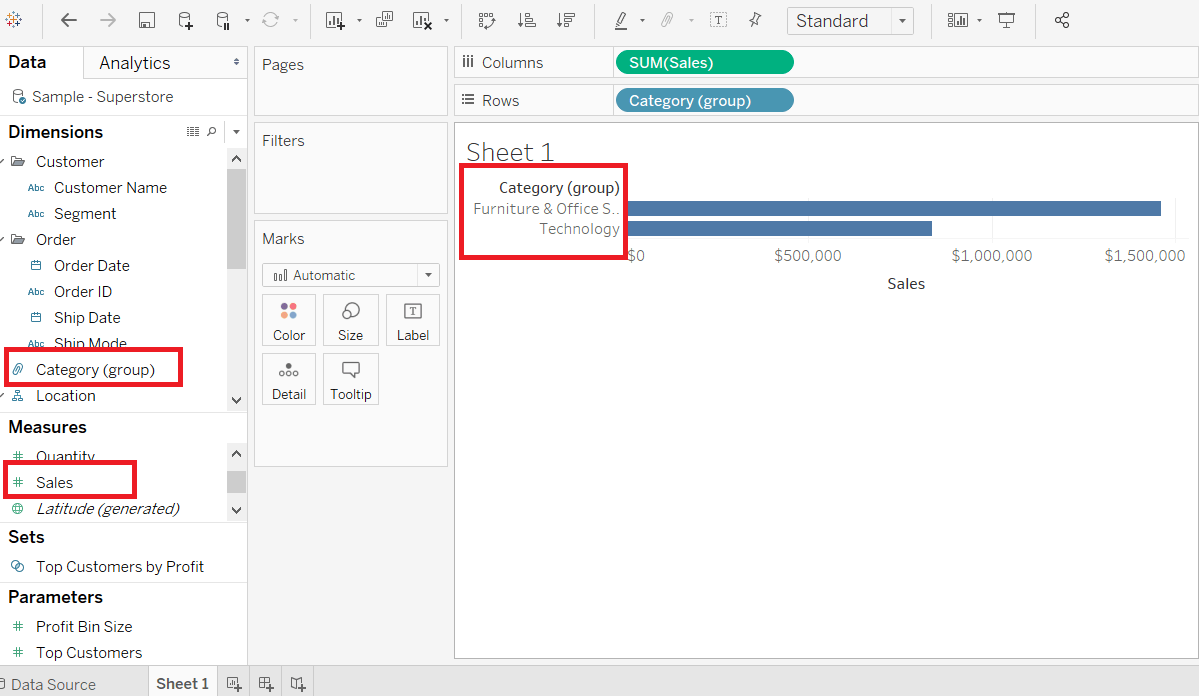 Standard
Data
Analytics
Sample - Superstore
Dimensions
Customer
Abc Customer Name
Abc Segment
Order
Order Date
Abc Order ID
Ship Date
Abc Ship Mode
Category (group)
Location
Measures
# Quantity
# Sales
Latitude (generated)
Sets
Top Customers by Profit
Parameters
# Profit Bin Size
# Top Customers
Pages
Filters
Marks
Automatic
Color
Size
T
Label
Detail
Tooltip
Columns
SUM(Sales)
Rows
Category (group)
Sheet 1
Category (group)
Furniture & Office S..
Technology
$0
$500,000
$1,000,000
$1,500,000
Sales
Data Source
Sheet 1